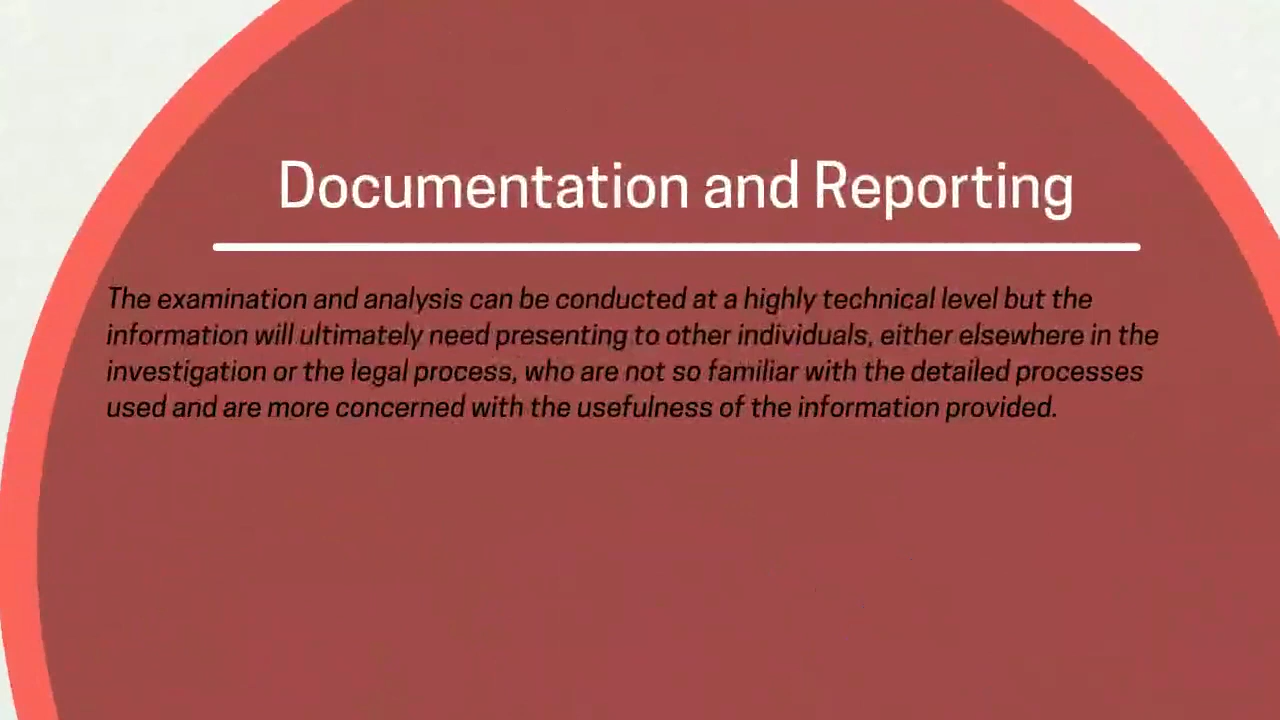 Documentation and Reporting
The examination and analysis can be conducted at a highly technical level but the
information will ultimately need presenting to other individuals, either elsewhere in the
investigation or the legal process, who are not so familiar with the detailed processes
used and are more concerned with the usefulness of the information provided.